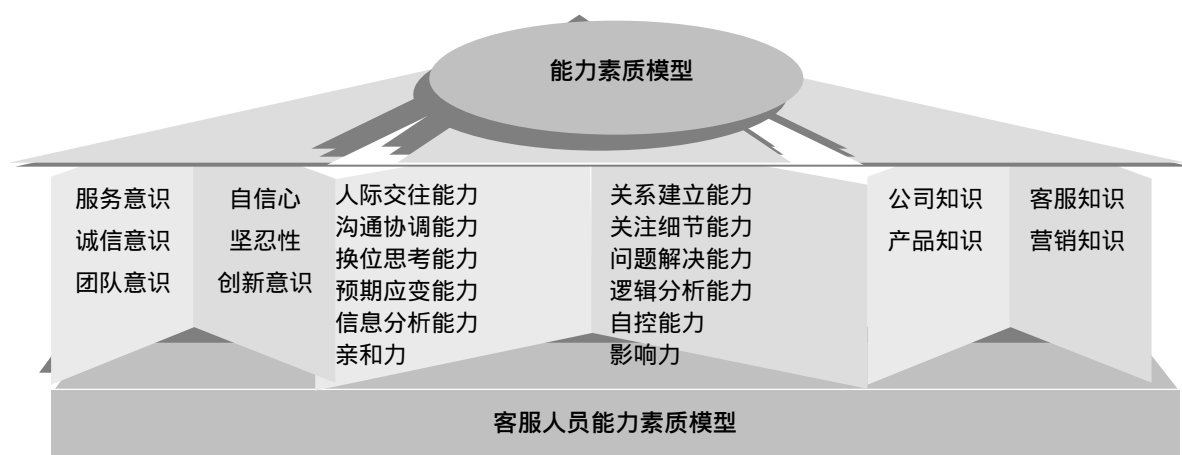 能力素质模型
服务意识
诚信意识
团队意识
自信心
坚忍性
创新意识
人际交往能力
沟通协调能力
换位思考能力
预期应变能力
信息分析能力
亲和力
关系建立能力
关注细节能力
问题解决能力
逻辑分析能力
自控能力
影响力
公司知识
产品知识
客服知识
营销知识
客服人员能力素质模型